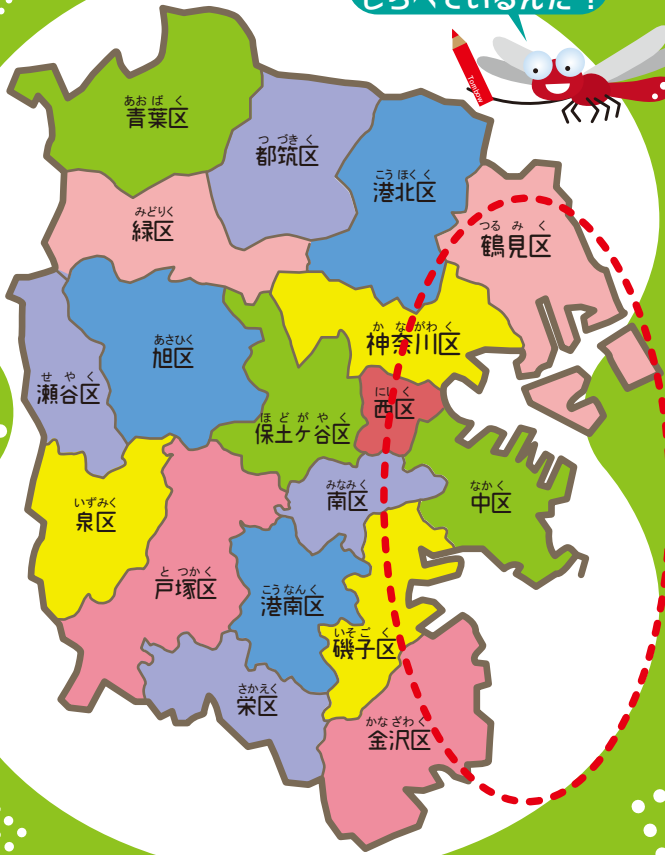 しらべているんだ！
Tombow
あおばく
青葉区
つづきく
都筑区
こうほくく
港北区
みどりく
緑区
つるみく
鶴見区
あさひく
旭区
かながわく
神奈川区
せやく
瀬谷区
にしく
西区
ほどがやく
保土ケ谷区
みなみく
南区
なかく
中区
いずみく
泉区
とつかく
戸塚区
こうなんく
港南区
いそごく
磯子区
さかえく
栄区
かなざわく
金沢区